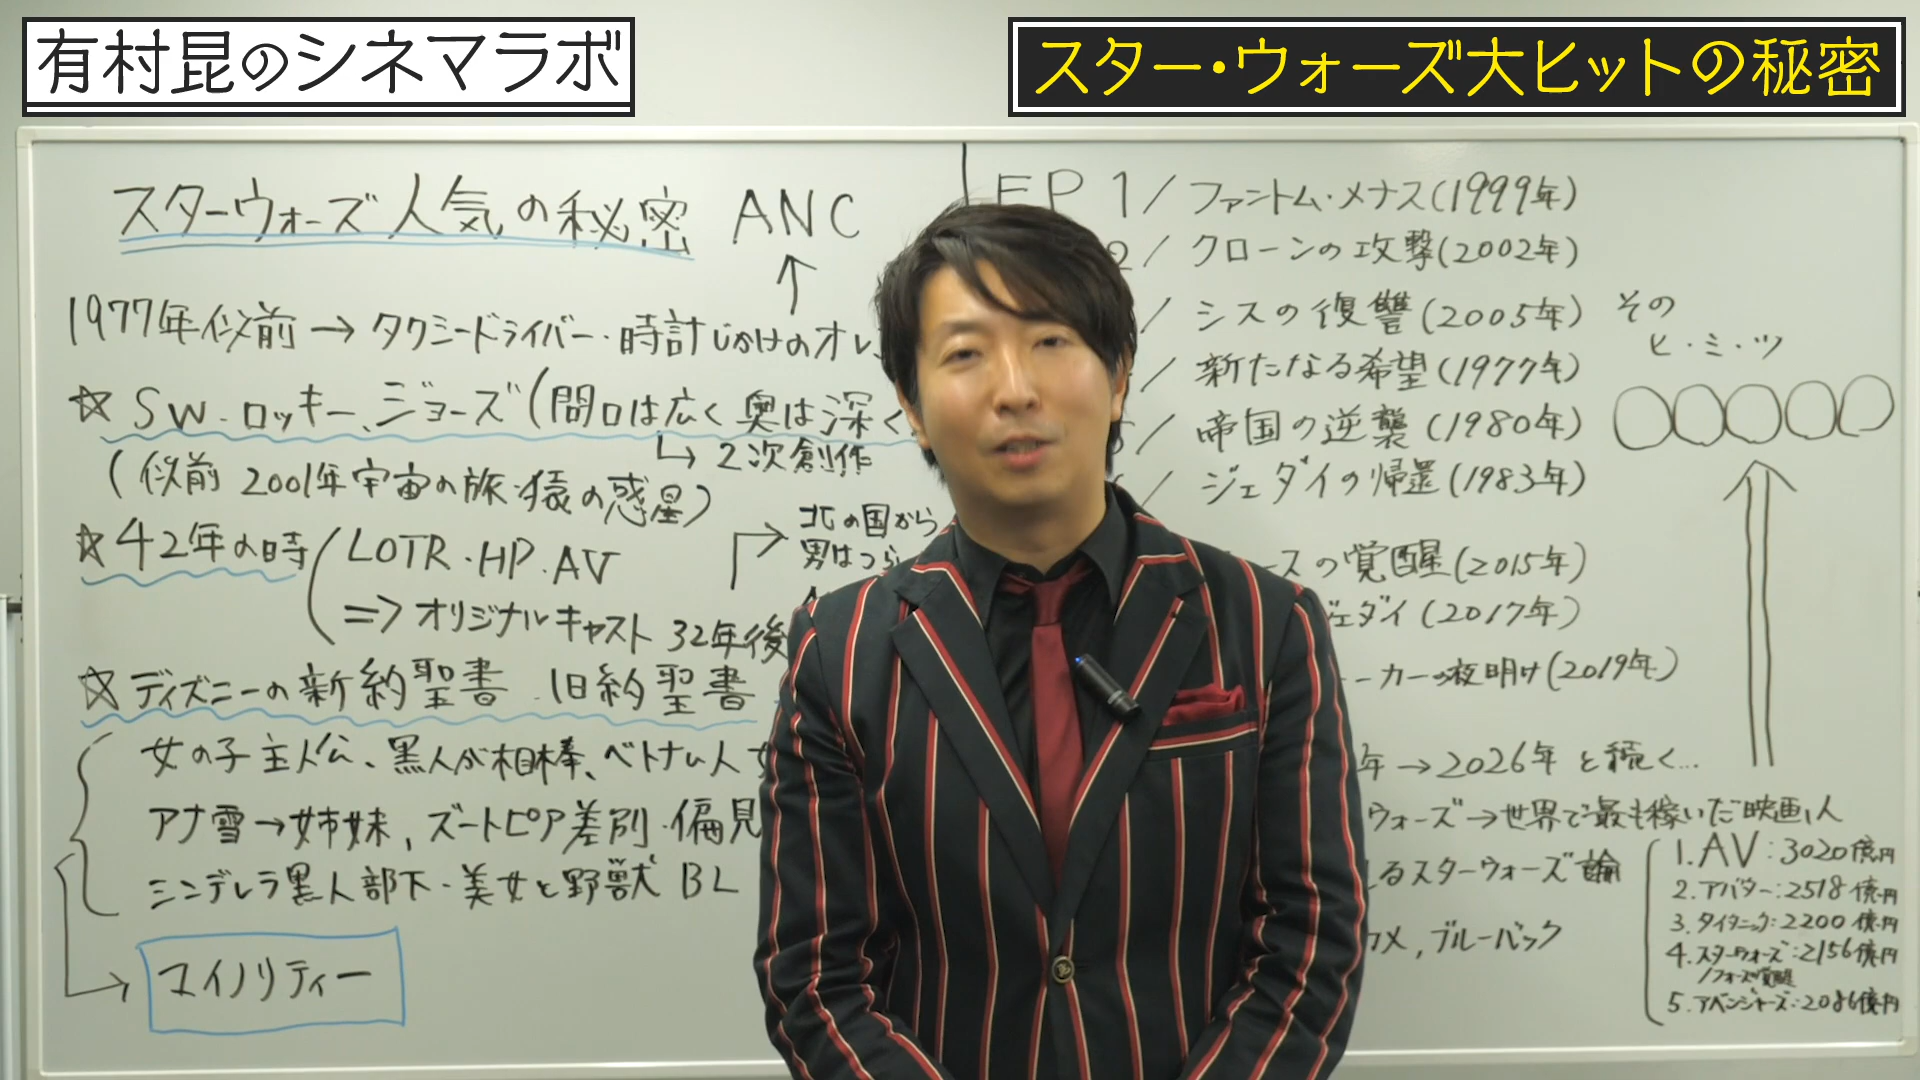 有村昆のシネマラボ
スター・ウォーズ大ヒットの秘密
スターウォーズ人気の秘密 ANC
1977年以前→タクシードライバー・時計じかけのオレ
☆SW・ロッキー、ジョーズ(間口は広く奥は深く
↳2次創作
(以前 2001年宇宙の旅・猿の惑星)
☆42年の時(LOTR・HP・AV
⇒オリジナルキャスト 32年後
北の国から
男はつら
☆ディズニーの新約聖書・旧約聖書
女の子主人公、黒人が相棒、ベトナム人
アナ雪→姉妹,ズートピア差別・偏見
シンデレラ黒人部下・美女と野獣 BL
マイノリティー
EP 1/ファントム・メナス(1999年)
2/クローンの攻撃(2002年)
/シスの復讐(2005年)
/新たなる希望(1977年)
/帝国の逆襲(1980年)
/ジェダイの帰還(1983年)
ースの覚醒(2015年)
ジェダイ(2017年)
ーカーの夜明け(2019年)
その
ヒ・ミ・ツ
年→2026年と続く…
ウォーズ→世界で最も稼いだ映画人
るスターウォーズ論
カメ,ブルーバック
1.AV:3020億円
2.アバター:2518億円
3.タイタニック:2200億円
4.スターウォーズ:2156億円
/フォースの覚醒
5.アベンジャーズ:2086億円